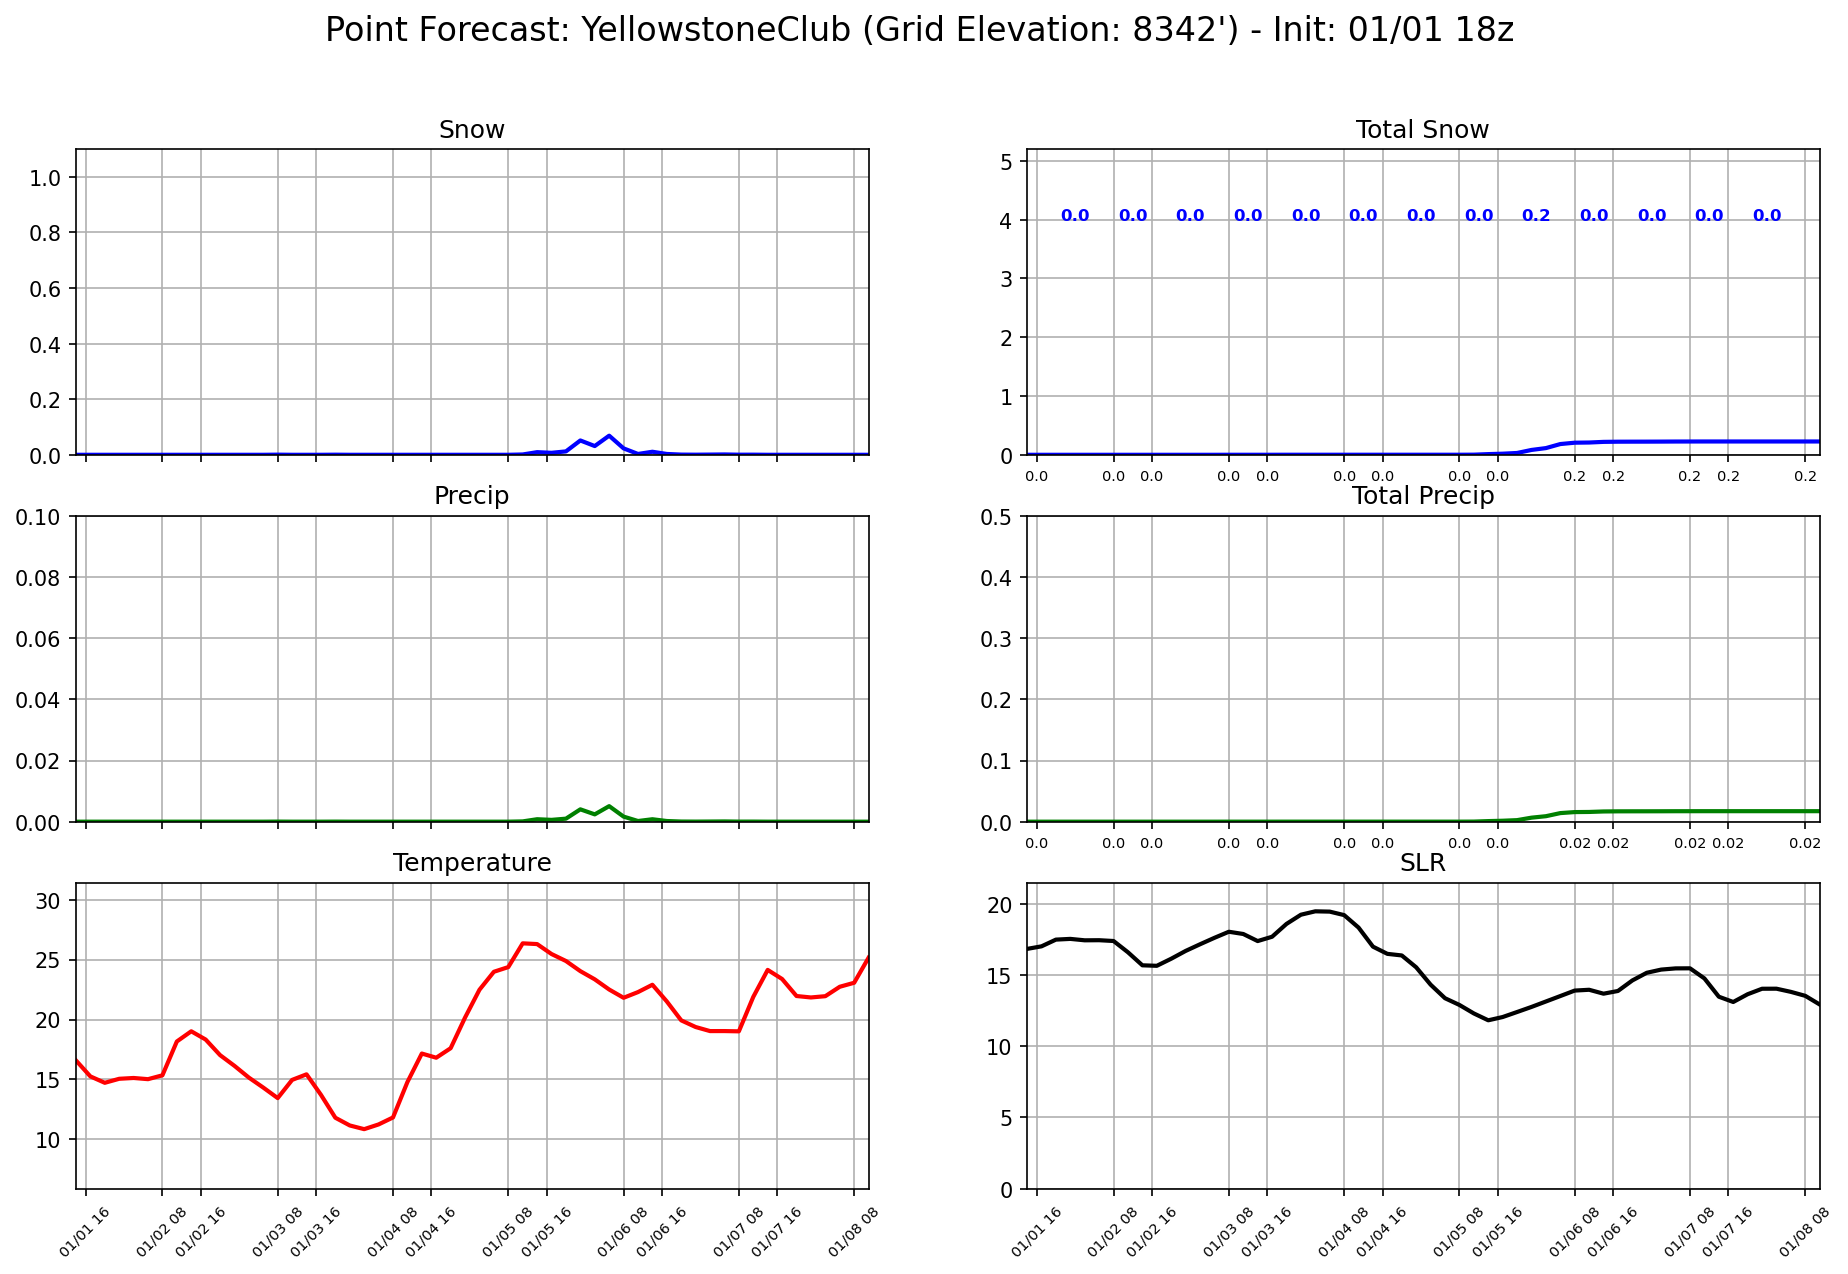 Point Forecast: YellowstoneClub (Grid Elevation: 8342') - Init: 01/01 18z
Snow
1.0
0.8
0.6
0.4
0.2
0.0
Total Snow
5
4
3
2
1
0
0.0 0.0 0.0 0.0 0.0 0.0 0.0 0.0 0.2 0.0 0.0 0.0 0.0
0.0 0.0 0.0 0.0 0.0 0.0 0.0 0.0 0.0 0.2 0.2 0.2 0.2 0.2
Precip
0.10
0.08
0.06
0.04
0.02
0.00
Total Precip
0.5
0.4
0.3
0.2
0.1
0.0
0.0 0.0 0.0 0.0 0.0 0.0 0.0 0.0 0.0 0.02 0.02 0.02 0.02 0.02
Temperature
30
25
20
15
10
01/01 16 01/02 08 01/02 16 01/03 08 01/03 16 01/04 08 01/04 16 01/05 08 01/05 16 01/06 08 01/06 16 01/07 08 01/07 16 01/08 08
SLR
20
15
10
5
0
01/01 16 01/02 08 01/02 16 01/03 08 01/03 16 01/04 08 01/04 16 01/05 08 01/05 16 01/06 08 01/06 16 01/07 08 01/07 16 01/08 08